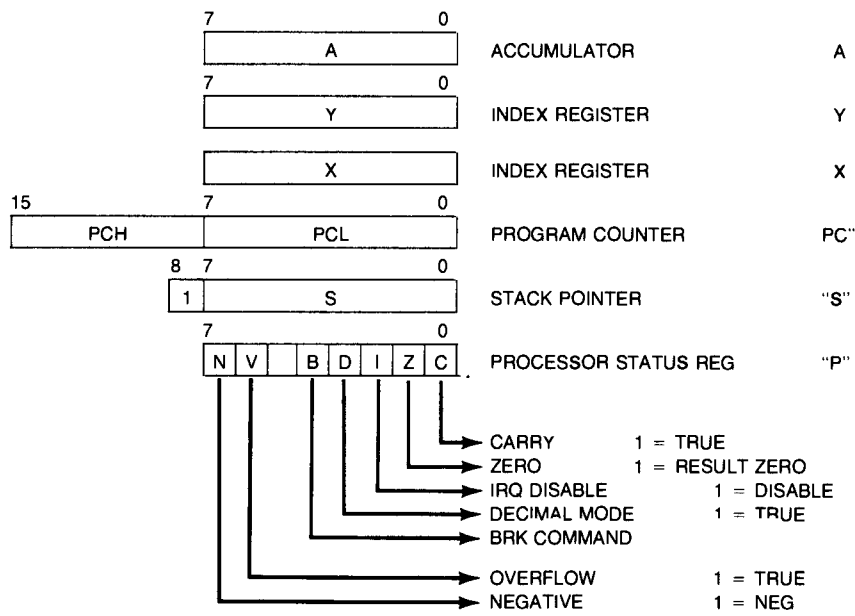 7 0
A ACCUMULATOR A
7 0
Y INDEX REGISTER Y
X INDEX REGISTER X
15 7 0
PCH PCL PROGRAM COUNTER PC"
8 7 0
1 S STACK POINTER "S"
7 0
N V B D I Z C PROCESSOR STATUS REG "P"
CARRY 1 = TRUE
ZERO 1 = RESULT ZERO
IRQ DISABLE 1 = DISABLE
DECIMAL MODE 1 = TRUE
BRK COMMAND
OVERFLOW 1 = TRUE
NEGATIVE 1 = NEG